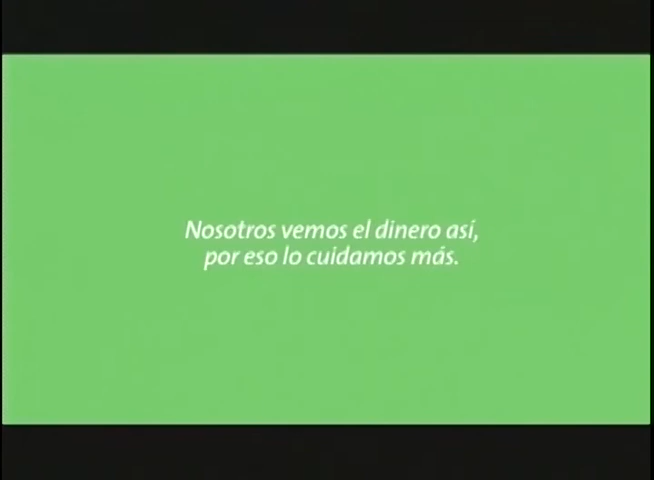 Nosotros vemos el dinero así,
por eso lo cuidamos más.